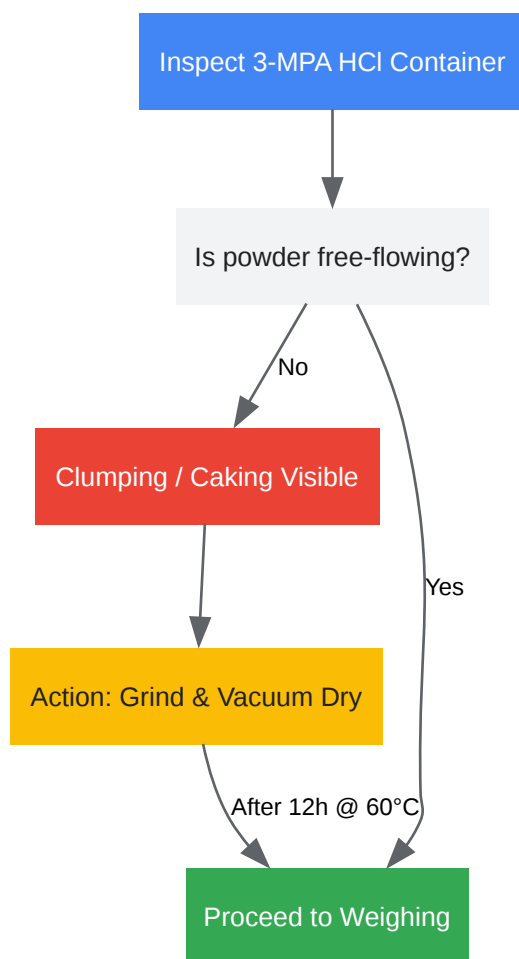 Inspect 3-MPA HCl Container
Is powder free-flowing?
No
Clumping / Caking Visible
Yes
Action: Grind & Vacuum Dry
After 12h @ 60°C
Proceed to Weighing